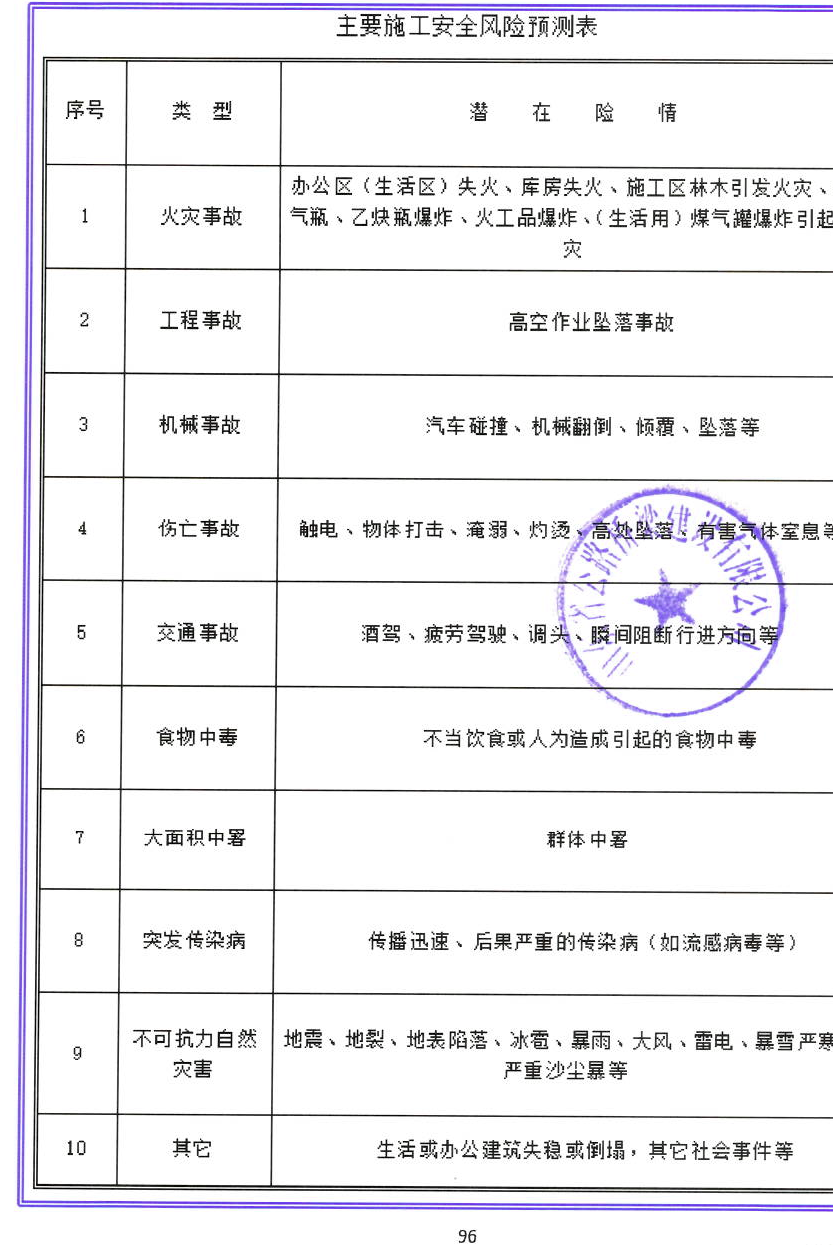 主要施工安全风险预测表
序号 类 型 潜 在 险 情
1 火灾事故 办公区（生活区）失火、库房失火、施工区林木引发火灾、
气瓶、乙炔瓶爆炸、火工品爆炸、（生活用）煤气罐爆炸引起
灾
2 工程事故 高空作业坠落事故
3 机械事故 汽车碰撞、机械翻倒、倾覆、坠落等
4 伤亡事故 触电、物体打击、淹溺、灼烫、高处坠落、有害气体窒息等
5 交通事故 酒驾、疲劳驾驶、调头、瞬间阻断行进方向等
6 食物中毒 不当饮食或人为造成引起的食物中毒
7 大面积中署 群体中署
8 突发传染病 传播迅速、后果严重的传染病（如流感病毒等）
9 不可抗力自然
灾害 地震、地裂、地表陷落、冰雹、暴雨、大风、雷电、暴雪严寒
严重沙尘暴等
10 其它 生活或办公建筑失稳或倒塌，其它社会事件等
公路桥梁建设有限公司
96